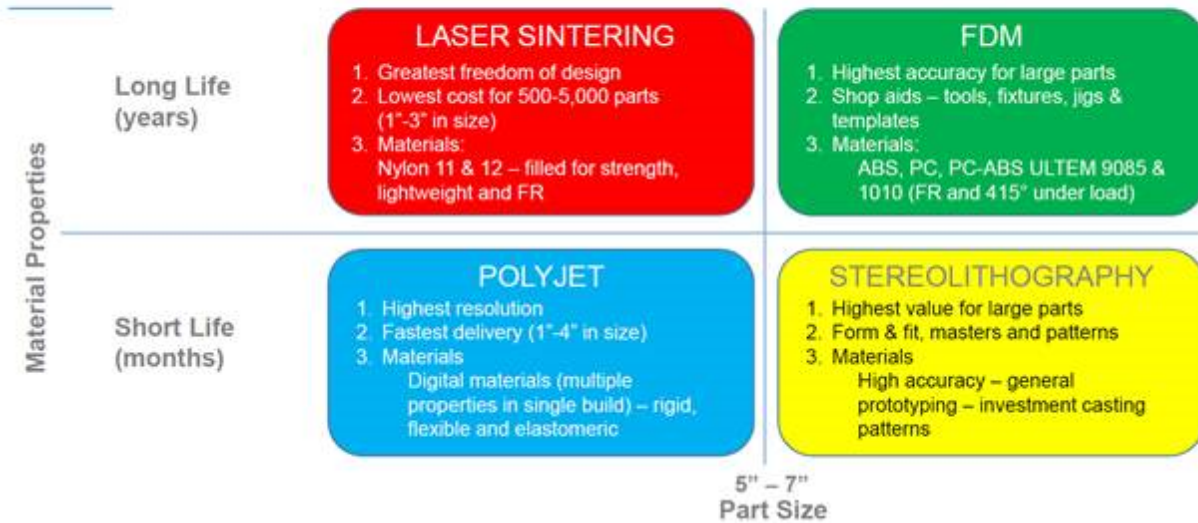 Material Properties
Long Life
(years)
LASER SINTERING
1. Greatest freedom of design
2. Lowest cost for 500-5,000 parts
(1"-3" in size)
3. Materials:
Nylon 11 & 12 – filled for strength,
lightweight and FR
FDM
1. Highest accuracy for large parts
2. Shop aids – tools, fixtures, jigs &
templates
3. Materials:
ABS, PC, PC-ABS ULTEM 9085 &
1010 (FR and 415° under load)
Short Life
(months)
POLYJET
1. Highest resolution
2. Fastest delivery (1"-4" in size)
3. Materials
Digital materials (multiple
properties in single build) – rigid,
flexible and elastomeric
STEREOLITHOGRAPHY
1. Highest value for large parts
2. Form & fit, masters and patterns
3. Materials
High accuracy – general
prototyping – investment casting
patterns
5" – 7"
Part Size